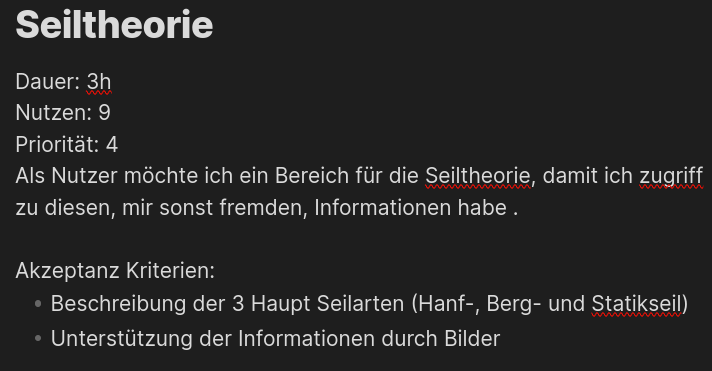 Seiltheorie
Dauer: 3h
Nutzen: 9
Priorität: 4
Als Nutzer möchte ich ein Bereich für die Seiltheorie, damit ich zugriff
zu diesen, mir sonst fremden, Informationen habe .
Akzeptanz Kriterien:
• Beschreibung der 3 Haupt Seilarten (Hanf-, Berg- und Statikseil)
• Unterstützung der Informationen durch Bilder